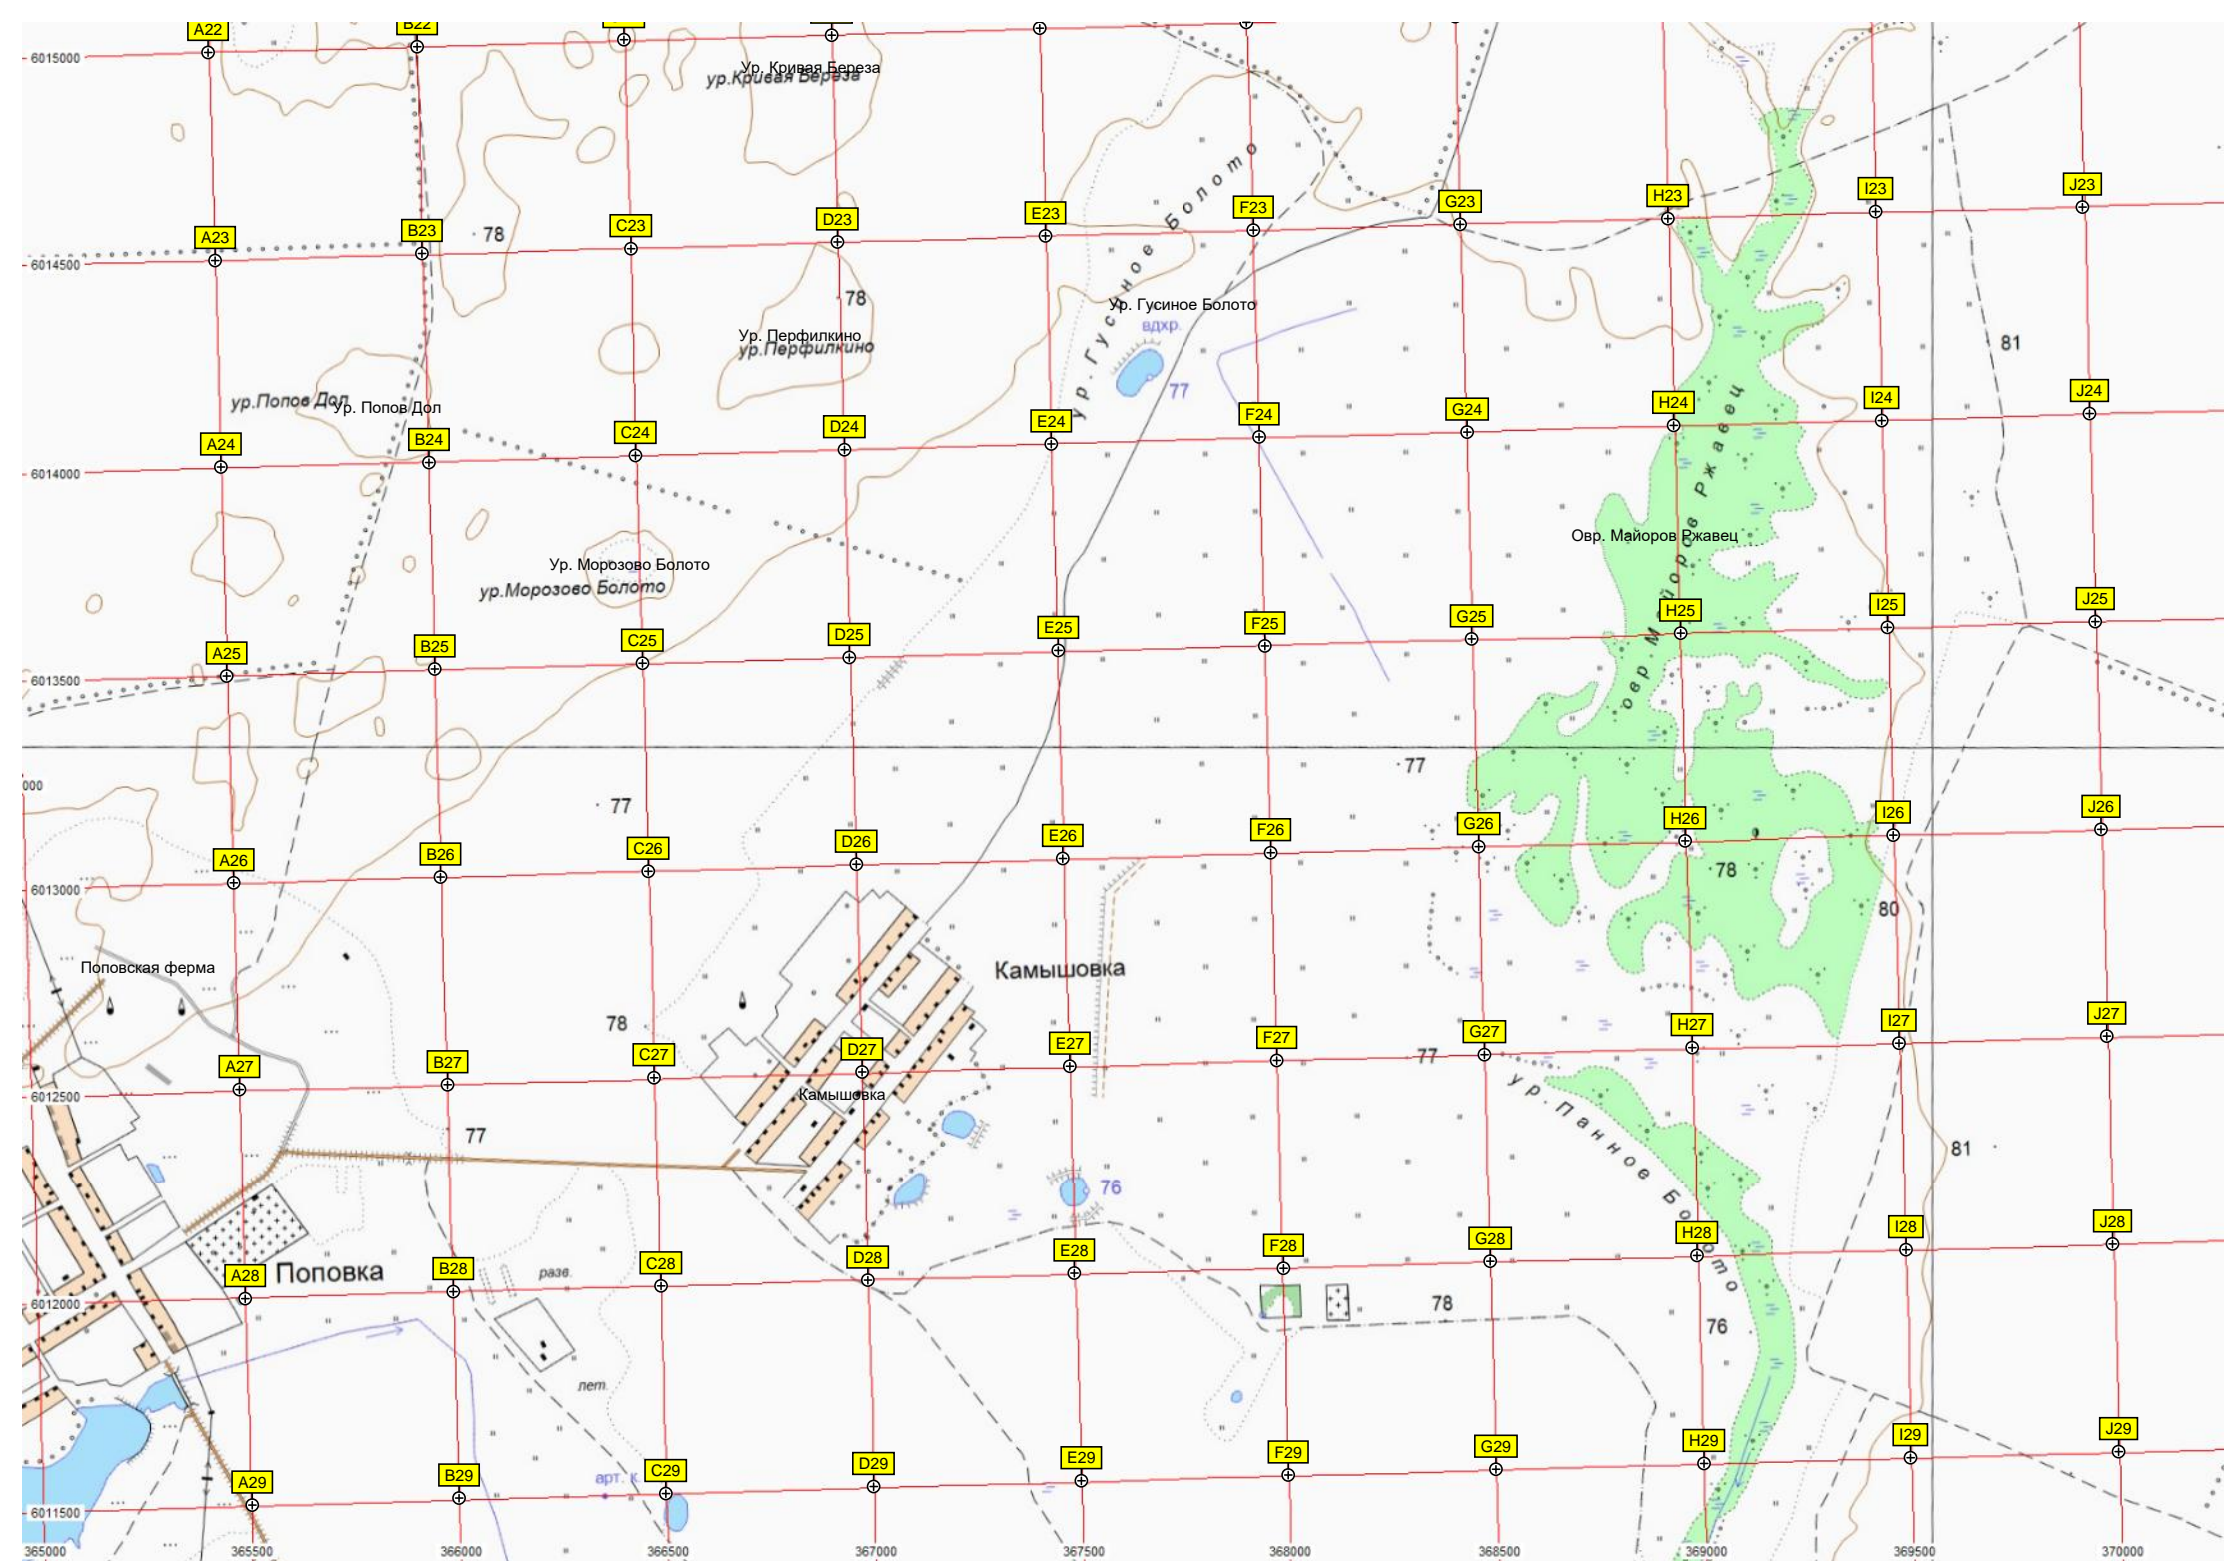 A22
B22
6015000
Ур. Кривая Береза
ур.Кривая Береза
ур. Гусиное Болото
A23
B23
C23
D23
E23
F23
G23
H23
I23
J23
78
6014500
78
Ур. Гусиное Болото
вдхр.
Ур. Перфилкино
ур.Перфилкино
81
77
ур.Попов Дол
Ур. Попов Дол
A24
B24
C24
D24
E24
F24
G24
H24
I24
J24
6014000
овр. Майоров Ржавец
Овр. Майоров Ржавец
Ур. Морозово Болото
ур.Морозово Болото
A25
B25
C25
D25
E25
F25
G25
H25
I25
J25
6013500
77
000
77
A26
B26
C26
D26
E26
F26
G26
H26
I26
J26
78
6013000
80
Поповская ферма
Камышовка
78
A27
B27
C27
D27
E27
F27
G27
H27
I27
J27
77
6012500
Камышовка
ур. Панное Болото
77
81
76
A28
B28
C28
D28
E28
F28
G28
H28
I28
J28
Поповка
разв.
6012000
78
76
лет.
A29
B29
C29
D29
E29
F29
G29
H29
I29
J29
арт. к.
6011500
365000
365500
366000
366500
367000
367500
368000
368500
369000
369500
370000